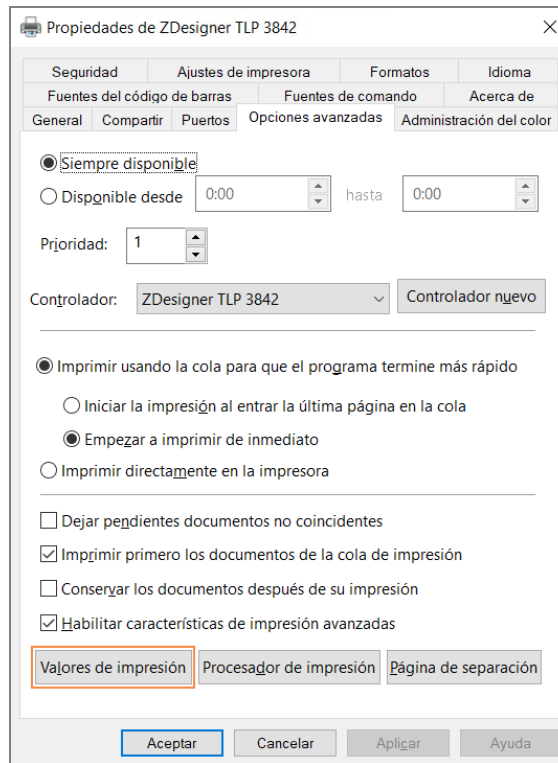 Propiedades de ZDesigner TLP 3842
Seguridad Ajustes de impresora Formatos Idioma
Fuentes del código de barras Fuentes de comando Acerca de
General Compartir Puertos Opciones avanzadas Administración del color
Siempre disponible
Disponible desde 0:00 hasta 0:00
Prioridad: 1
Controlador: ZDesigner TLP 3842 Controlador nuevo
Imprimir usando la cola para que el programa termine más rápido
Iniciar la impresión al entrar la última página en la cola
Empezar a imprimir de inmediato
Imprimir directamente en la impresora
Dejar pendientes documentos no coincidentes
Imprimir primero los documentos de la cola de impresión
Conservar los documentos después de su impresión
Habilitar características de impresión avanzadas
Valores de impresión Procesador de impresión Página de separación
Aceptar Cancelar Aplicar Ayuda